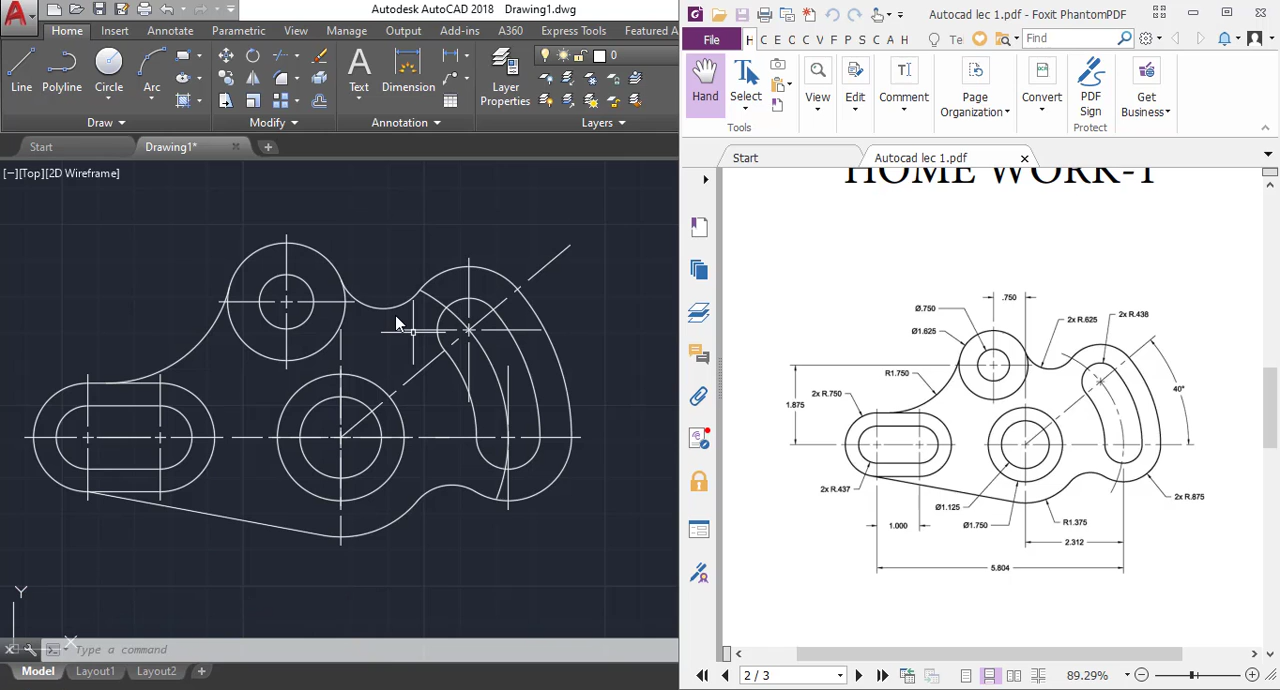 Autodesk AutoCAD 2018 Drawing1.dwg
Home Insert Annotate Parametric View Manage Output Add-ins A360 Express Tools Featured A
Line Polyline Circle Arc Text Dimension Layer Properties 0
Draw Modify Annotation Layers
Start Drawing1*
[−][Top][2D Wireframe]
Y
X
Type a command
Model Layout1 Layout2
Autocad lec 1.pdf - Foxit PhantomPDF
File H C E O C V F P S C A H Te Find
Hand Select View Edit Comment Page Organization Convert PDF Sign Get Business
Tools Protect
Start Autocad lec 1.pdf
HOME WORK-1
.750
Ø.750
2x R.438
2x R.625
Ø1.625
R1.750
40°
2x R.750
1.875
2x R.437
2x R.875
Ø1.125
1.000
Ø1.750
R1.375
2.312
5.804
2 / 3
89.29%